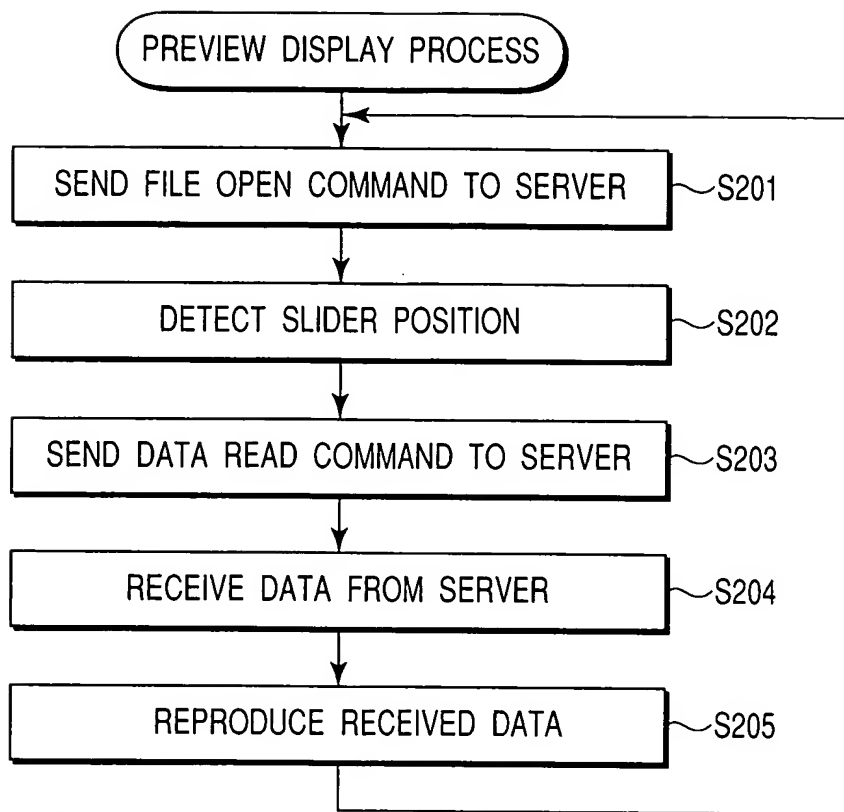 PREVIEW DISPLAY PROCESS
SEND FILE OPEN COMMAND TO SERVER S201
DETECT SLIDER POSITION S202
SEND DATA READ COMMAND TO SERVER S203
RECEIVE DATA FROM SERVER S204
REPRODUCE RECEIVED DATA S205